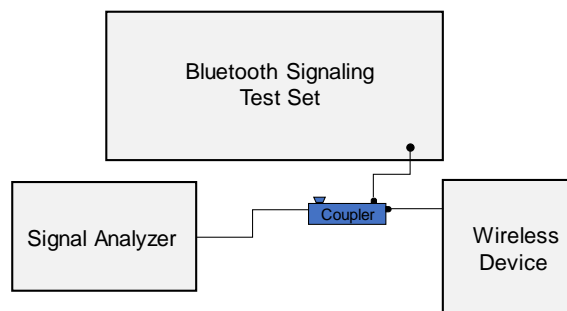 Bluetooth Signaling
Test Set
Signal Analyzer
Coupler
Wireless
Device